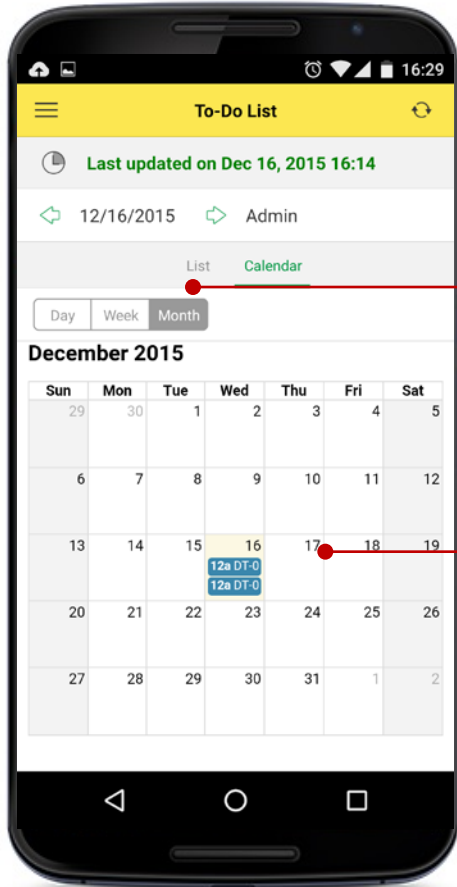 16:29
To-Do List
Last updated on Dec 16, 2015 16:14
12/16/2015 Admin
List Calendar
Day Week Month
December 2015
Sun Mon Tue Wed Thu Fri Sat
29 30 1 2 3 4 5
6 7 8 9 10 11 12
13 14 15 16 17 18 19
12a DT-0
12a DT-0
20 21 22 23 24 25 26
27 28 29 30 31 1 2